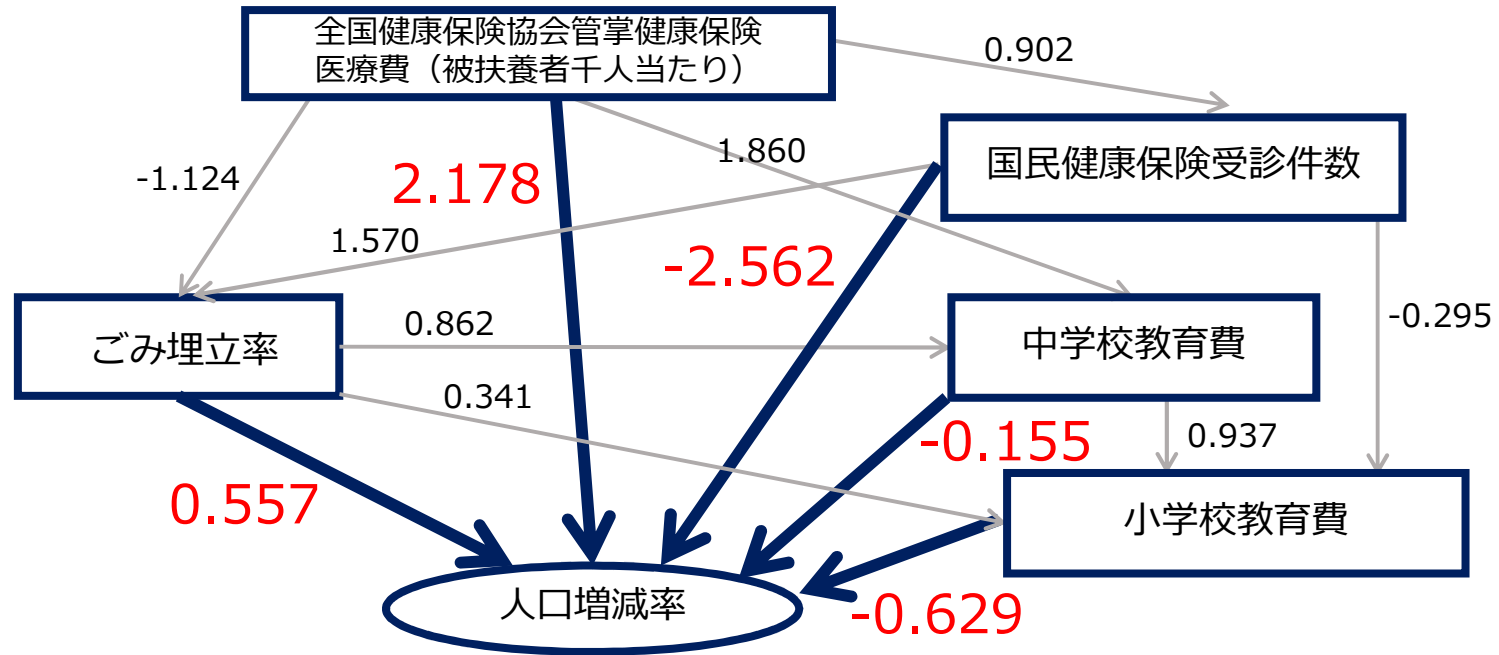 全国健康保険協会管掌健康保険
医療費（被扶養者千人当たり）
0.902
国民健康保険受診件数
1.860
-1.124
2.178
1.570
-2.562
ごみ埋立率
0.862
中学校教育費
-0.295
0.341
-0.155
0.937
0.557
小学校教育費
人口増減率
-0.629